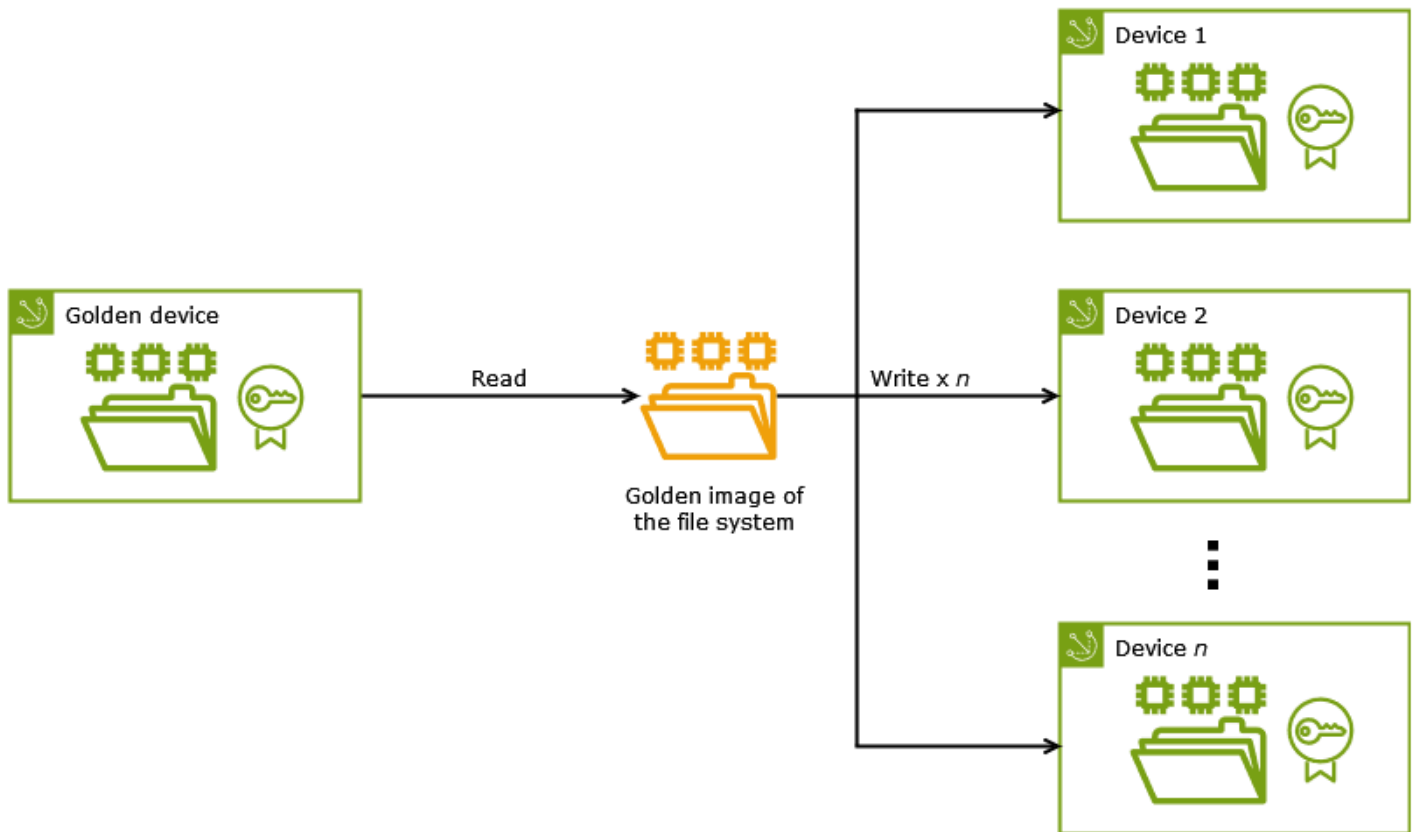 Device 1
Golden device
Read
Golden image of
the file system
Write x n
Device 2
Device n